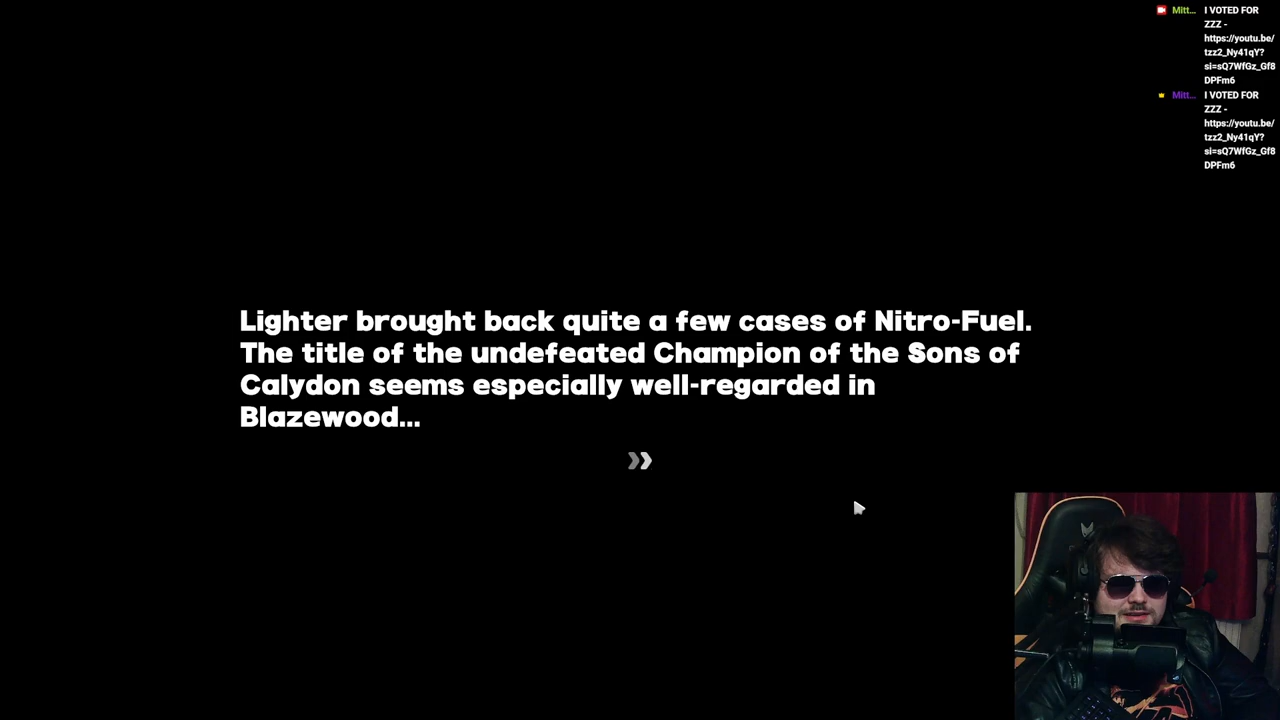 Mitt... I VOTED FOR
ZZZ -
https://youtu.be/
tzz2_Ny41qY?
si=sQ7WfGz_Gf8
DPFm6
Mitt... I VOTED FOR
ZZZ -
https://youtu.be/
tzz2_Ny41qY?
si=sQ7WfGz_Gf8
DPFm6
Lighter brought back quite a few cases of Nitro-Fuel.
The title of the undefeated Champion of the Sons of
Calydon seems especially well-regarded in
Blazewood...